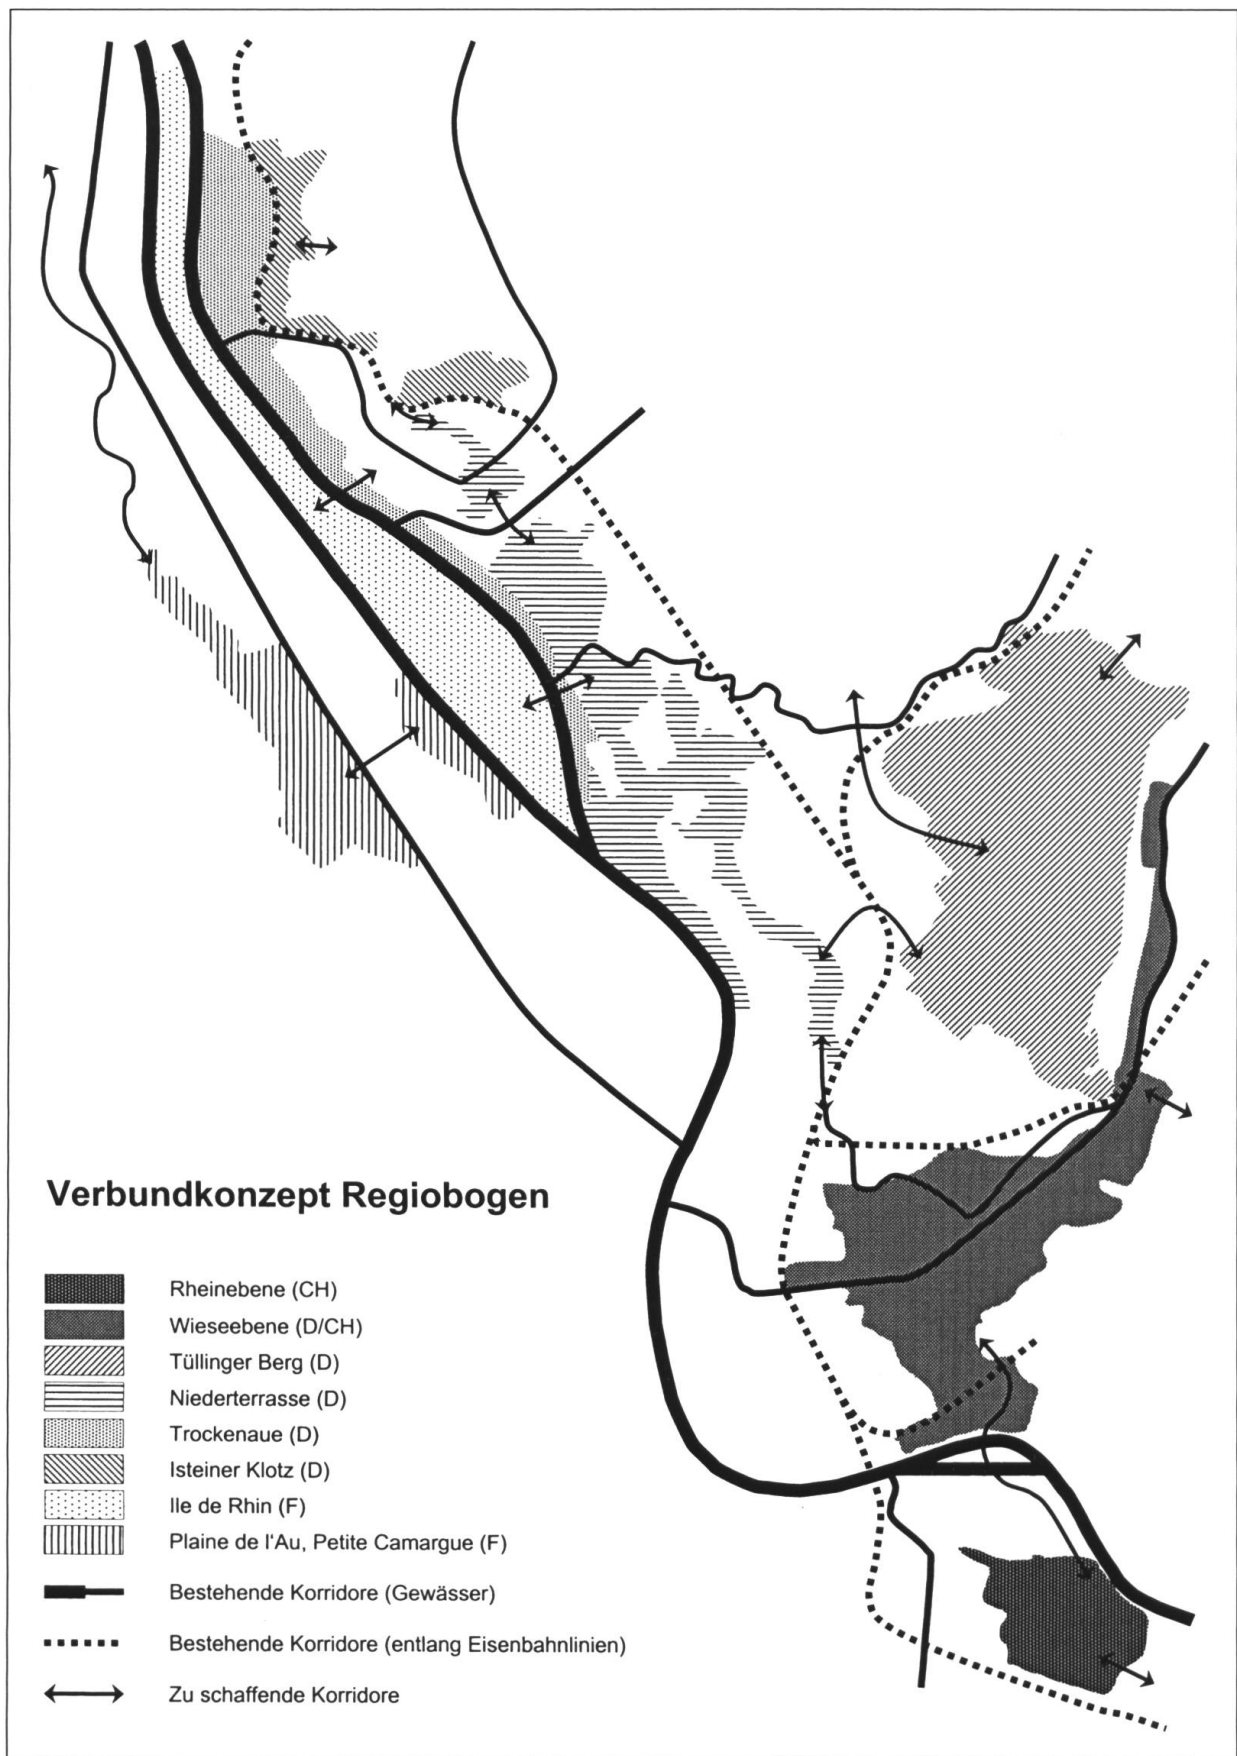 Verbundkonzept Regiobogen
Rheinebene (CH)
Wieseebene (D/CH)
Tüllinger Berg (D)
Niederterrasse (D)
Trockenaue (D)
Isteiner Klotz (D)
Ile de Rhin (F)
Plaine de l'Au, Petite Camargue (F)
Bestehende Korridore (Gewässer)
Bestehende Korridore (entlang Eisenbahnlinien)
Zu schaffende Korridore